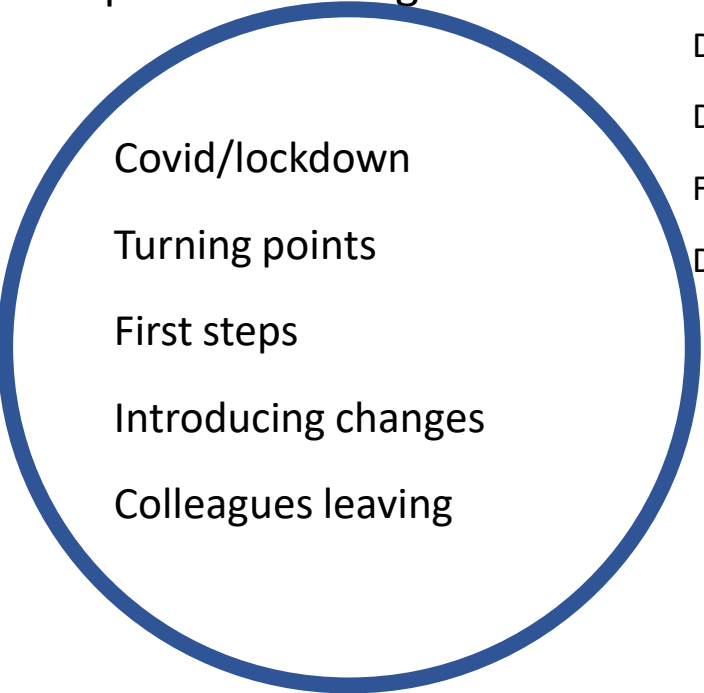 Covid/lockdown
Turning points
First steps
Introducing changes
Colleagues leaving